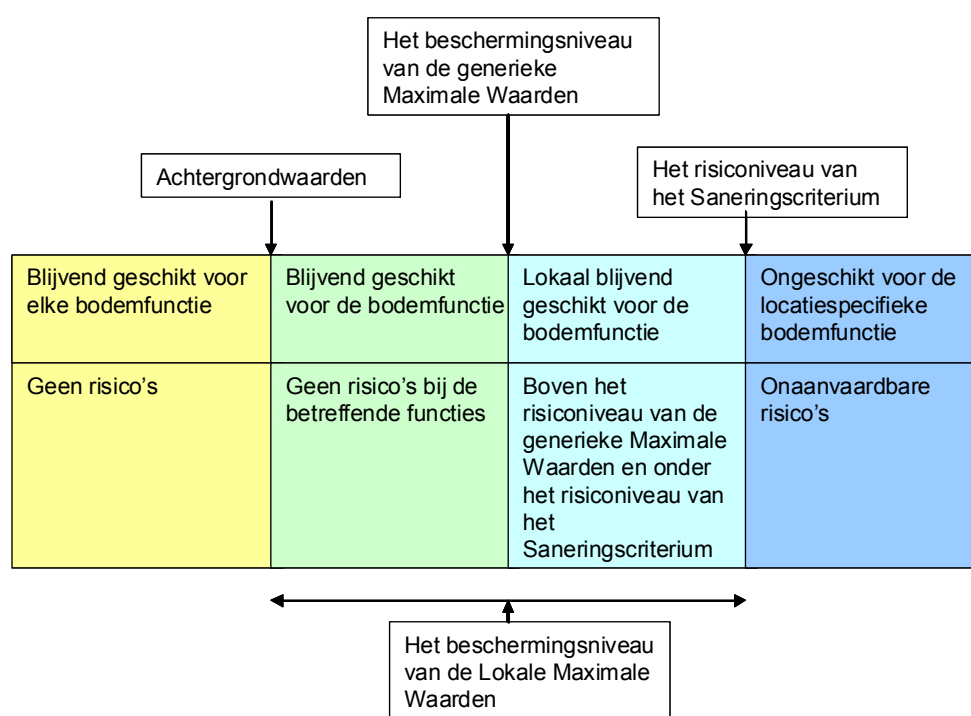 Het beschermingsniveau
van de generieke
Maximale Waarden
Achtergrondwaarden
Het risiconiveau van
het Saneringscriterium
Blijvend geschikt voor
elke bodemfunctie
Blijvend geschikt
voor de bodemfunctie
Lokaal blijvend
geschikt voor de
bodemfunctie
Ongeschikt voor de
locatiespecifieke
bodemfunctie
Geen risico’s
Geen risico’s bij de
betreffende functies
Boven het
risiconiveau van de
generieke Maximale
Waarden en onder
het risiconiveau van
het
Saneringscriterium
Onaanvaardbare
risico’s
Het beschermingsniveau
van de Lokale Maximale
Waarden